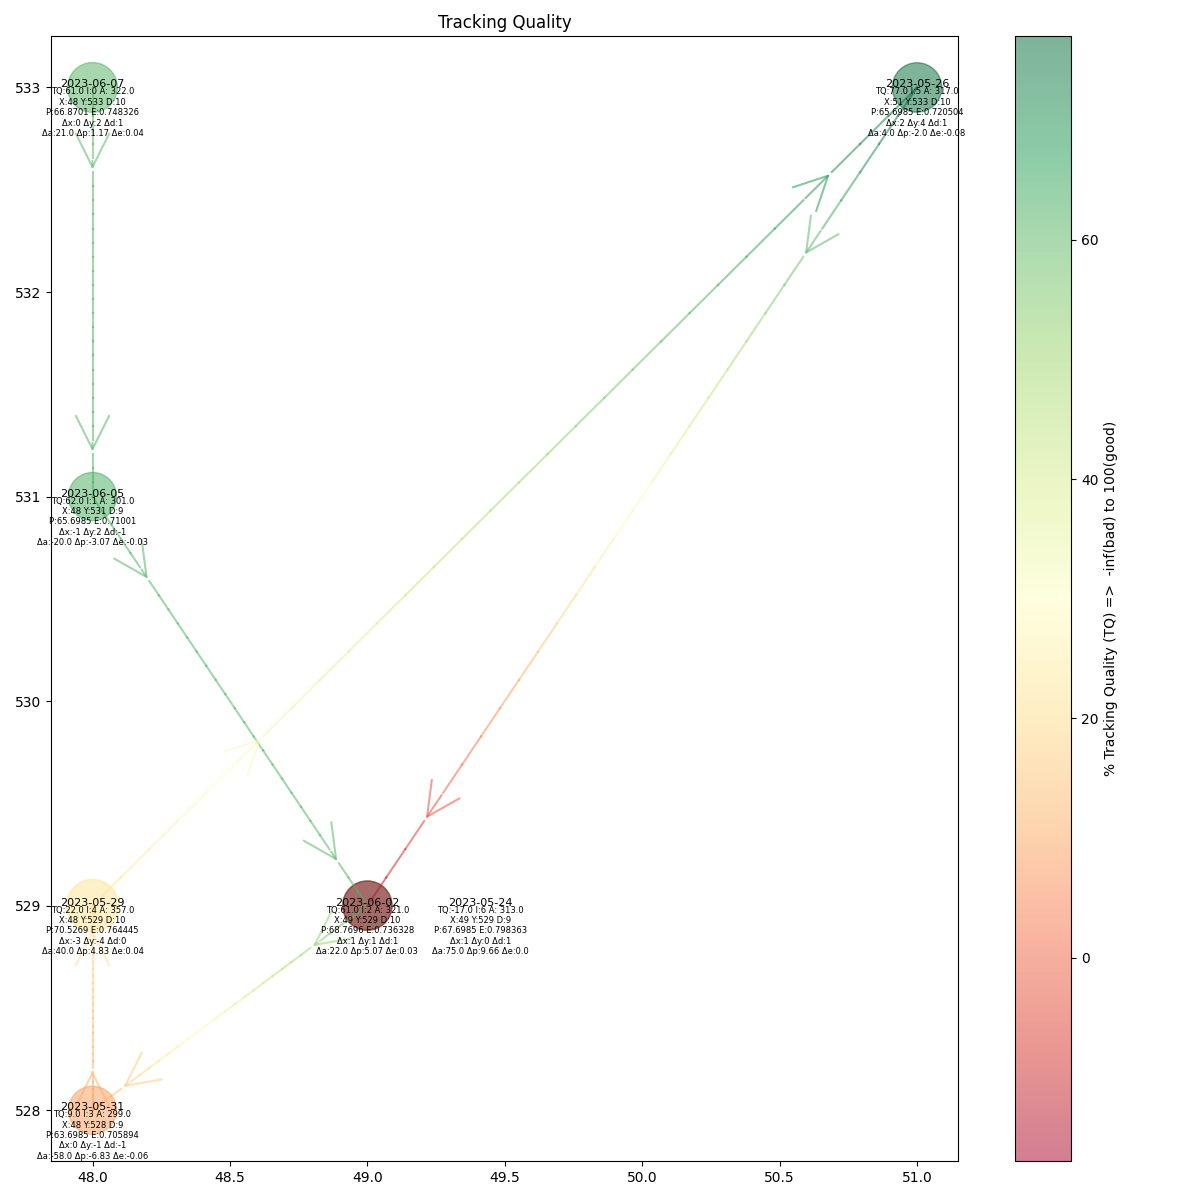 Tracking Quality
533
532
531
530
529
528
48.0
48.5
49.0
49.5
50.0
50.5
51.0
2023-06-07
TQ:61.0 I:0 A: 322.0
X:48 Y:533 D:10
P:66.8701 E:0.748326
Δx:0 Δy:2 Δd:1
Δa:21.0 Δp:1.17 Δe:0.04
2023-05-26
TQ:77.0 I:5 A: 317.0
X:51 Y:533 D:10
P:65.6985 E:0.720504
Δx:2 Δy:4 Δd:1
Δa:4.0 Δp:-2.0 Δe:-0.08
2023-06-05
TQ:62.0 I:1 A: 301.0
X:48 Y:531 D:9
P:65.6985 E:0.71001
Δx:-1 Δy:2 Δd:-1
Δa:-20.0 Δp:-3.07 Δe:-0.03
2023-05-29
TQ:22.0 I:4 A: 357.0
X:48 Y:529 D:10
P:70.5269 E:0.764445
Δx:-3 Δy:-4 Δd:0
Δa:40.0 Δp:4.83 Δe:0.04
2023-06-02
TQ:61.0 I:2 A: 321.0
X:49 Y:529 D:10
P:68.7696 E:0.736328
Δx:1 Δy:1 Δd:1
Δa:22.0 Δp:5.07 Δe:0.03
2023-05-24
TQ:-17.0 I:6 A: 313.0
X:49 Y:529 D:9
P:67.6985 E:0.798363
Δx:1 Δy:0 Δd:1
Δa:75.0 Δp:9.66 Δe:0.0
2023-05-31
TQ:9.0 I:3 A: 299.0
X:48 Y:528 D:9
P:63.6985 E:0.705894
Δx:0 Δy:-1 Δd:-1
Δa:-58.0 Δp:-6.83 Δe:-0.06
60
40
20
0
% Tracking Quality (TQ) => -inf(bad) to 100(good)